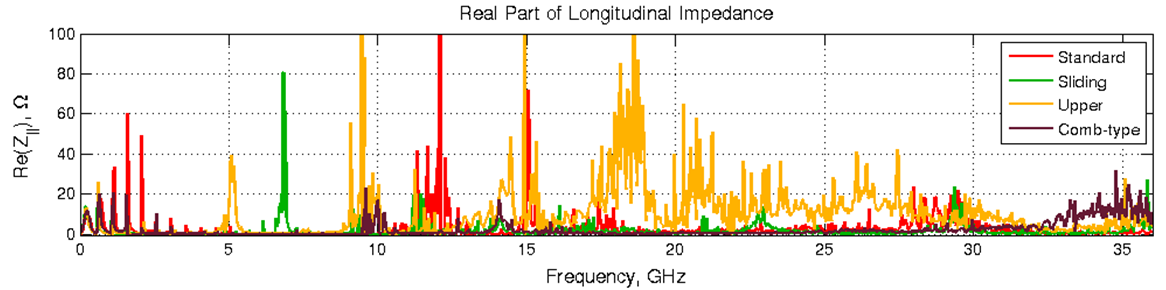 Real Part of Longitudinal Impedance
Re(Z||), Ω
100
80
60
40
20
0
Standard
Sliding
Upper
Comb-type
0 5 10 15 20 25 30 35
Frequency, GHz